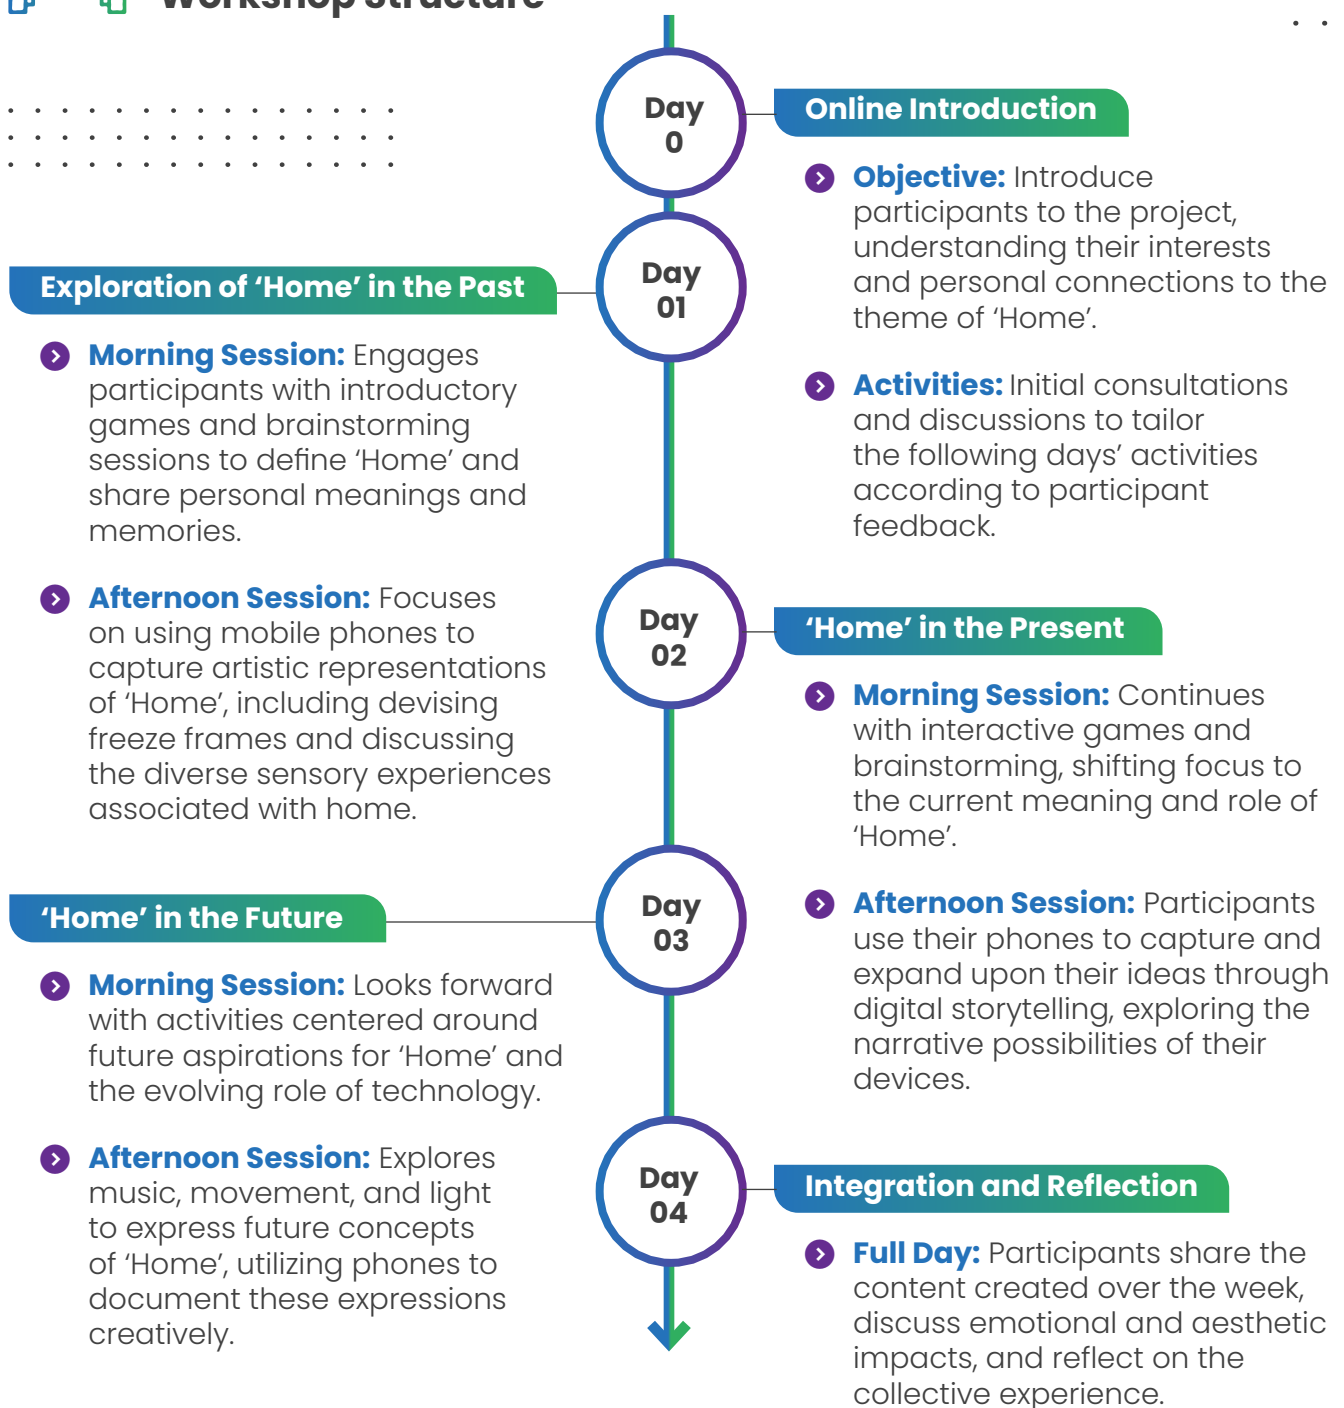 Workshop Structure
Day
0
Online Introduction
Objective: Introduce
participants to the project,
understanding their interests
and personal connections to the
theme of ‘Home’.
Activities: Initial consultations
and discussions to tailor
the following days’ activities
according to participant
feedback.
Day
01
Exploration of ‘Home’ in the Past
Morning Session: Engages
participants with introductory
games and brainstorming
sessions to define ‘Home’ and
share personal meanings and
memories.
Afternoon Session: Focuses
on using mobile phones to
capture artistic representations
of ‘Home’, including devising
freeze frames and discussing
the diverse sensory experiences
associated with home.
Day
02
‘Home’ in the Present
Morning Session: Continues
with interactive games and
brainstorming, shifting focus to
the current meaning and role of
‘Home’.
Afternoon Session: Participants
use their phones to capture and
expand upon their ideas through
digital storytelling, exploring the
narrative possibilities of their
devices.
Day
03
‘Home’ in the Future
Morning Session: Looks forward
with activities centered around
future aspirations for ‘Home’ and
the evolving role of technology.
Afternoon Session: Explores
music, movement, and light
to express future concepts
of ‘Home’, utilizing phones to
document these expressions
creatively.
Day
04
Integration and Reflection
Full Day: Participants share the
content created over the week,
discuss emotional and aesthetic
impacts, and reflect on the
collective experience.